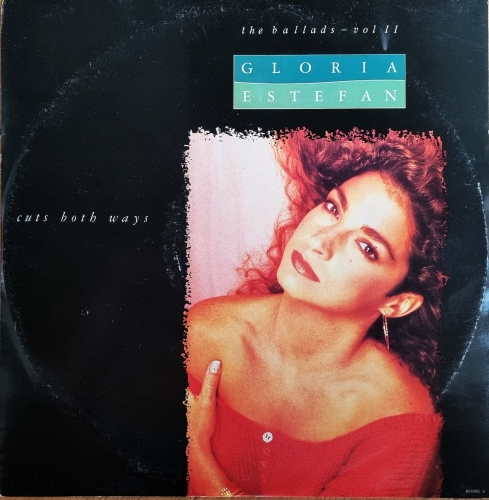 the ballads – vol II
GLORIA
ESTEFAN
cuts both ways